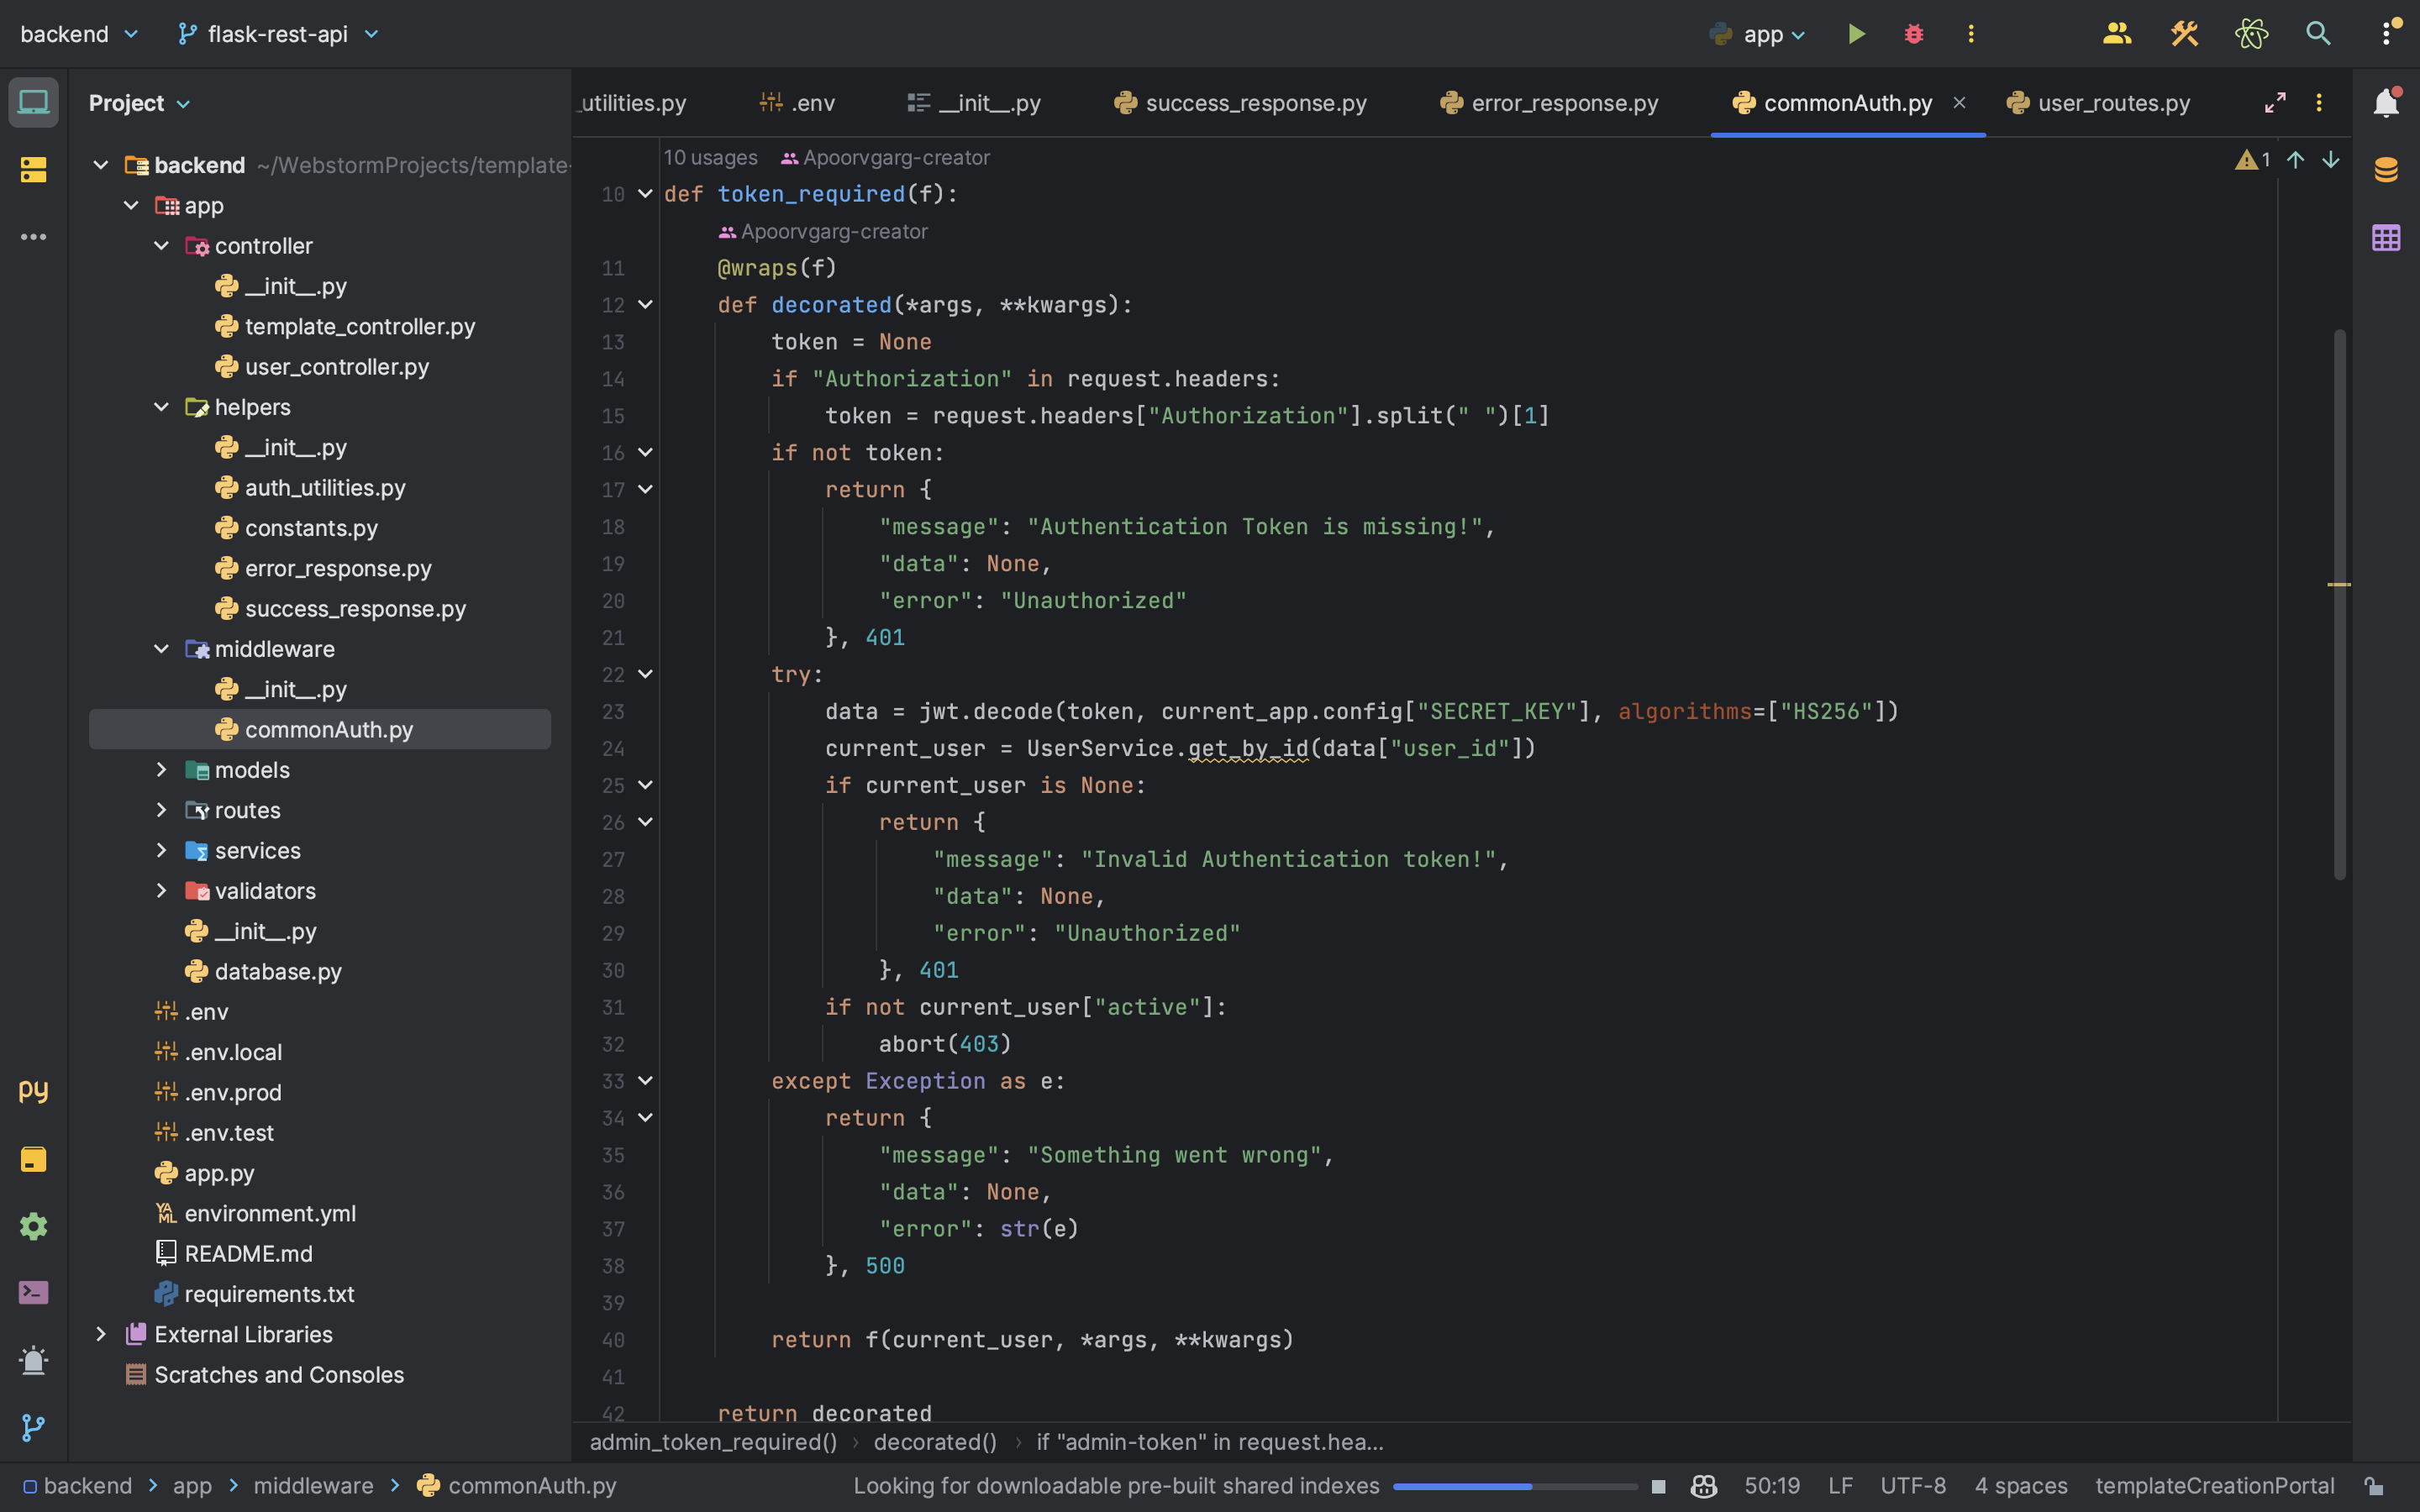 backend flask-rest-api app
Project
backend ~/WebstormProjects/template-
app
controller
__init__.py
template_controller.py
user_controller.py
helpers
__init__.py
auth_utilities.py
constants.py
error_response.py
success_response.py
middleware
__init__.py
commonAuth.py
models
routes
services
validators
__init__.py
database.py
.env
.env.local
.env.prod
.env.test
app.py
environment.yml
README.md
requirements.txt
External Libraries
Scratches and Consoles
py
_utilities.py .env __init__.py success_response.py error_response.py commonAuth.py user_routes.py
10 usages Apoorvgarg-creator
1
10 def token_required(f):
Apoorvgarg-creator
11 @wraps(f)
12 def decorated(*args, **kwargs):
13 token = None
14 if "Authorization" in request.headers:
15 token = request.headers["Authorization"].split(" ")[1]
16 if not token:
17 return {
18 "message": "Authentication Token is missing!",
19 "data": None,
20 "error": "Unauthorized"
21 }, 401
22 try:
23 data = jwt.decode(token, current_app.config["SECRET_KEY"], algorithms=["HS256"])
24 current_user = UserService.get_by_id(data["user_id"])
25 if current_user is None:
26 return {
27 "message": "Invalid Authentication token!",
28 "data": None,
29 "error": "Unauthorized"
30 }, 401
31 if not current_user["active"]:
32 abort(403)
33 except Exception as e:
34 return {
35 "message": "Something went wrong",
36 "data": None,
37 "error": str(e)
38 }, 500
39
40 return f(current_user, *args, **kwargs)
41
42 return decorated
admin_token_required() › decorated() › if "admin-token" in request.hea...
backend › app › middleware › commonAuth.py Looking for downloadable pre-built shared indexes 50:19 LF UTF-8 4 spaces templateCreationPortal